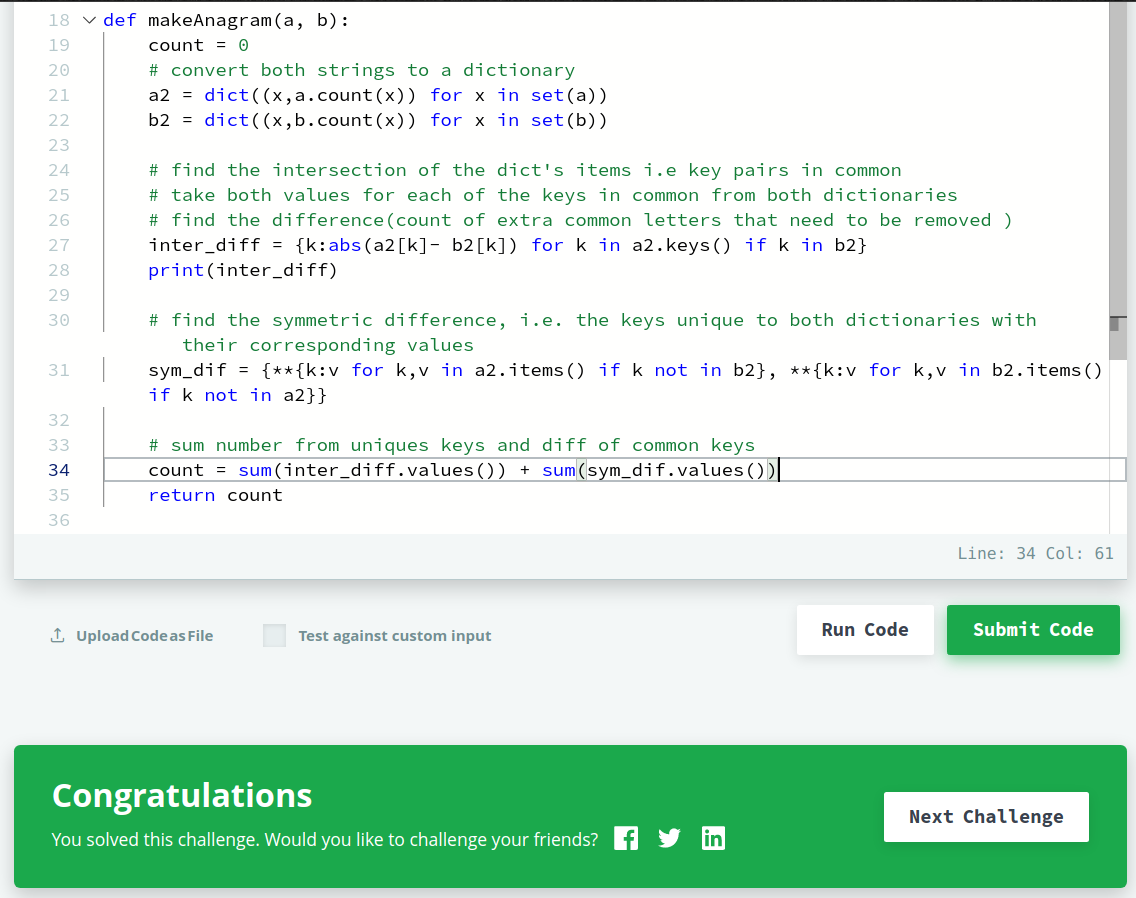 18 def makeAnagram(a, b):
19 count = 0
20 # convert both strings to a dictionary
21 a2 = dict((x,a.count(x)) for x in set(a))
22 b2 = dict((x,b.count(x)) for x in set(b))
23
24 # find the intersection of the dict's items i.e key pairs in common
25 # take both values for each of the keys in common from both dictionaries
26 # find the difference(count of extra common letters that need to be removed )
27 inter_diff = {k:abs(a2[k]- b2[k]) for k in a2.keys() if k in b2}
28 print(inter_diff)
29
30 # find the symmetric difference, i.e. the keys unique to both dictionaries with
their corresponding values
31 sym_dif = {**{k:v for k,v in a2.items() if k not in b2}, **{k:v for k,v in b2.items()
if k not in a2}}
32
33 # sum number from uniques keys and diff of common keys
34 count = sum(inter_diff.values()) + sum(sym_dif.values())
35 return count
36
Line: 34 Col: 61
Upload Code as File
Test against custom input
Run Code
Submit Code
Congratulations
You solved this challenge. Would you like to challenge your friends?
Next Challenge